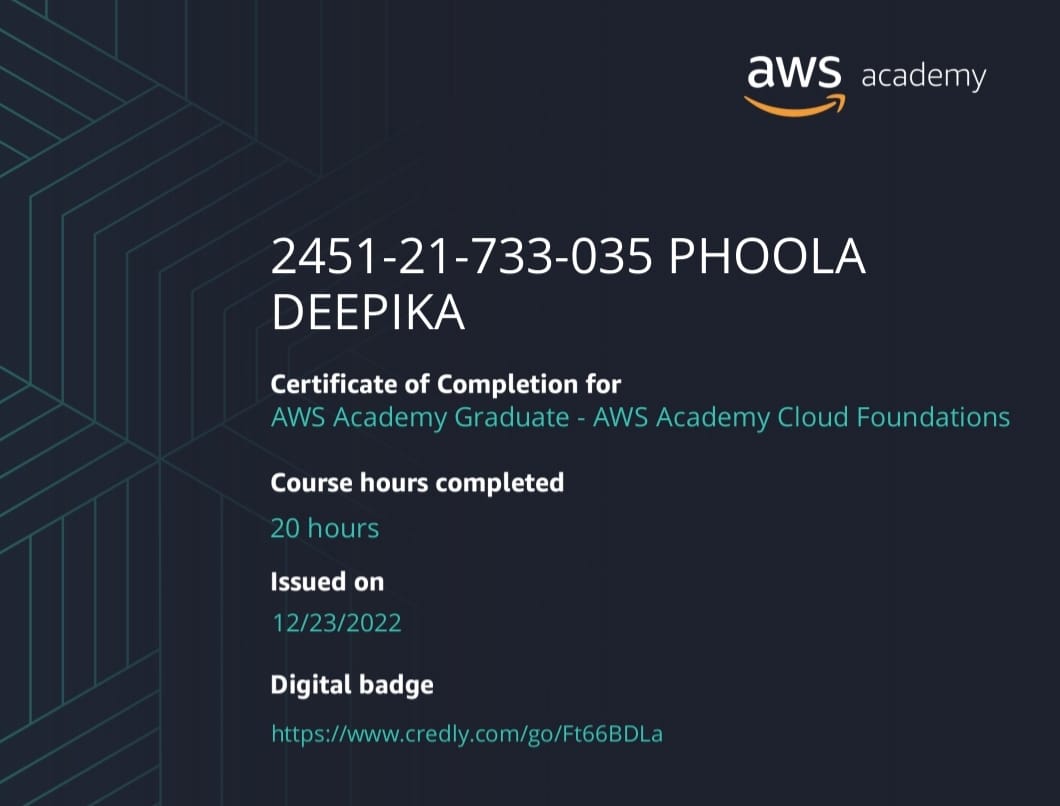 aws academy
2451-21-733-035 PHOOLA
DEEPIKA
Certificate of Completion for
AWS Academy Graduate - AWS Academy Cloud Foundations
Course hours completed
20 hours
Issued on
12/23/2022
Digital badge
https://www.credly.com/go/Ft66BDLa